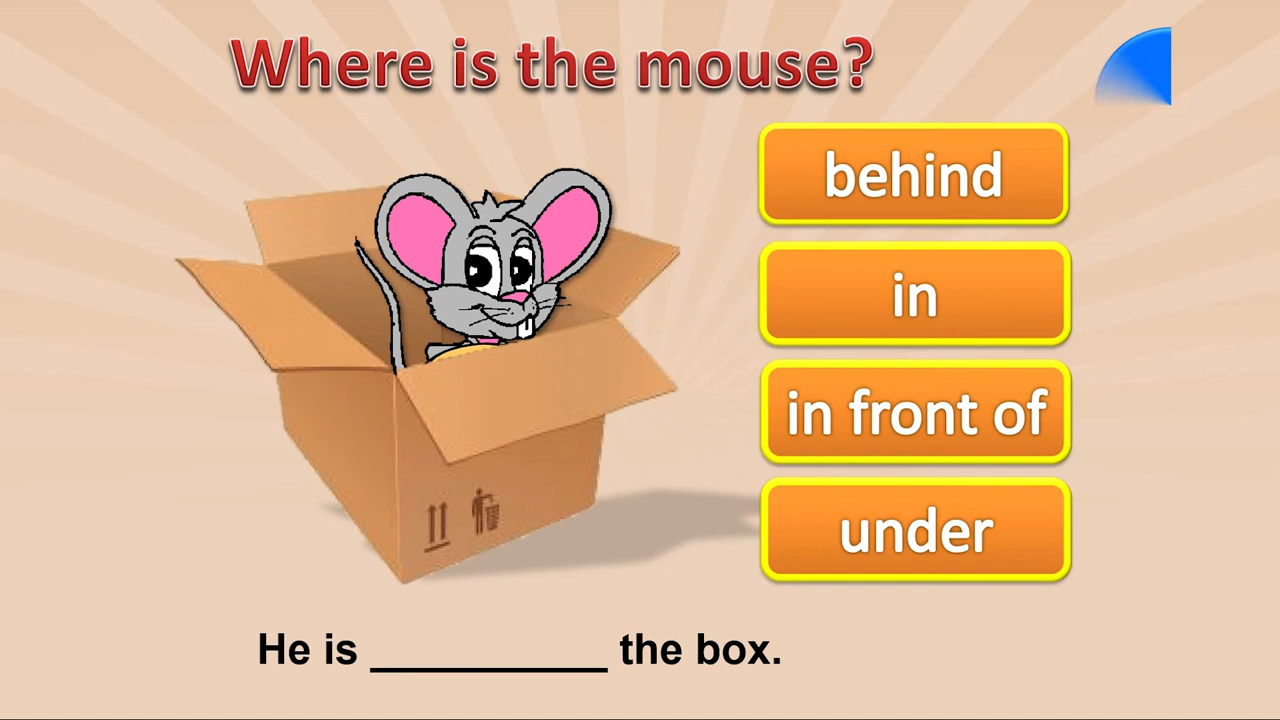 Where is the mouse?
behind
in
in front of
under
He is __________ the box.